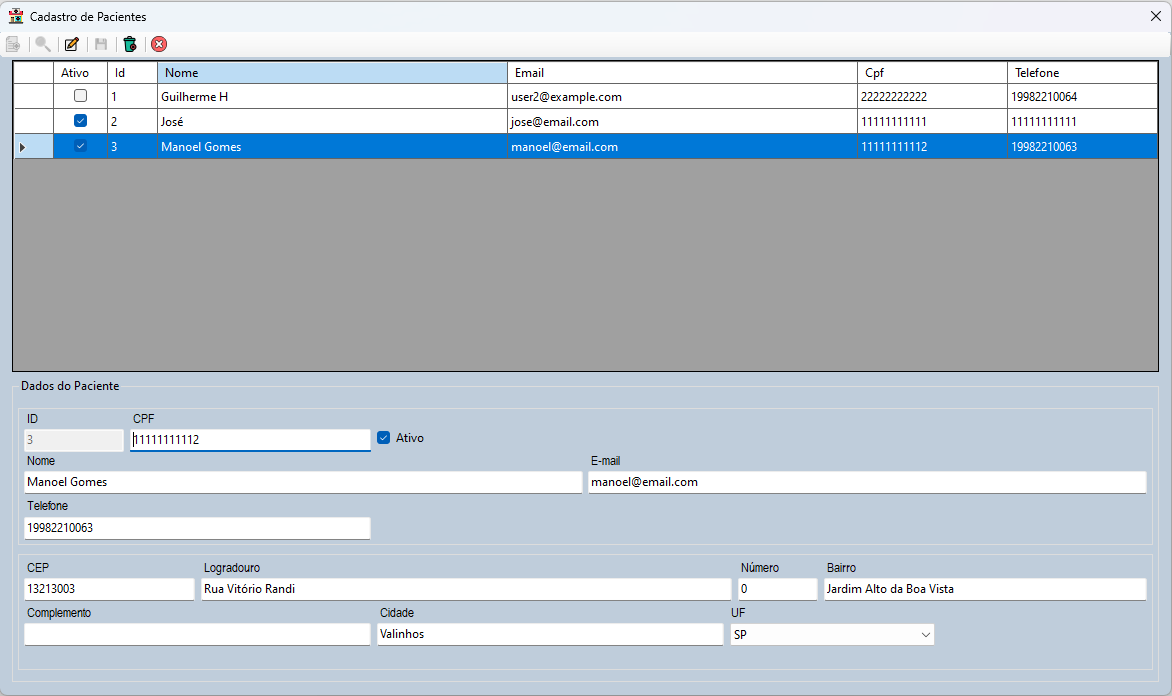 Cadastro de Pacientes
Ativo Id Nome Email Cpf Telefone
1 Guilherme H user2@example.com 22222222222 19982210064
2 José jose@email.com 11111111111 11111111111
3 Manoel Gomes manoel@email.com 11111111112 19982210063
Dados do Paciente
ID CPF
3 11111111112 Ativo
Nome E-mail
Manoel Gomes manoel@email.com
Telefone
19982210063
CEP Logradouro Número Bairro
13213003 Rua Vitório Randi 0 Jardim Alto da Boa Vista
Complemento Cidade UF
Valinhos SP